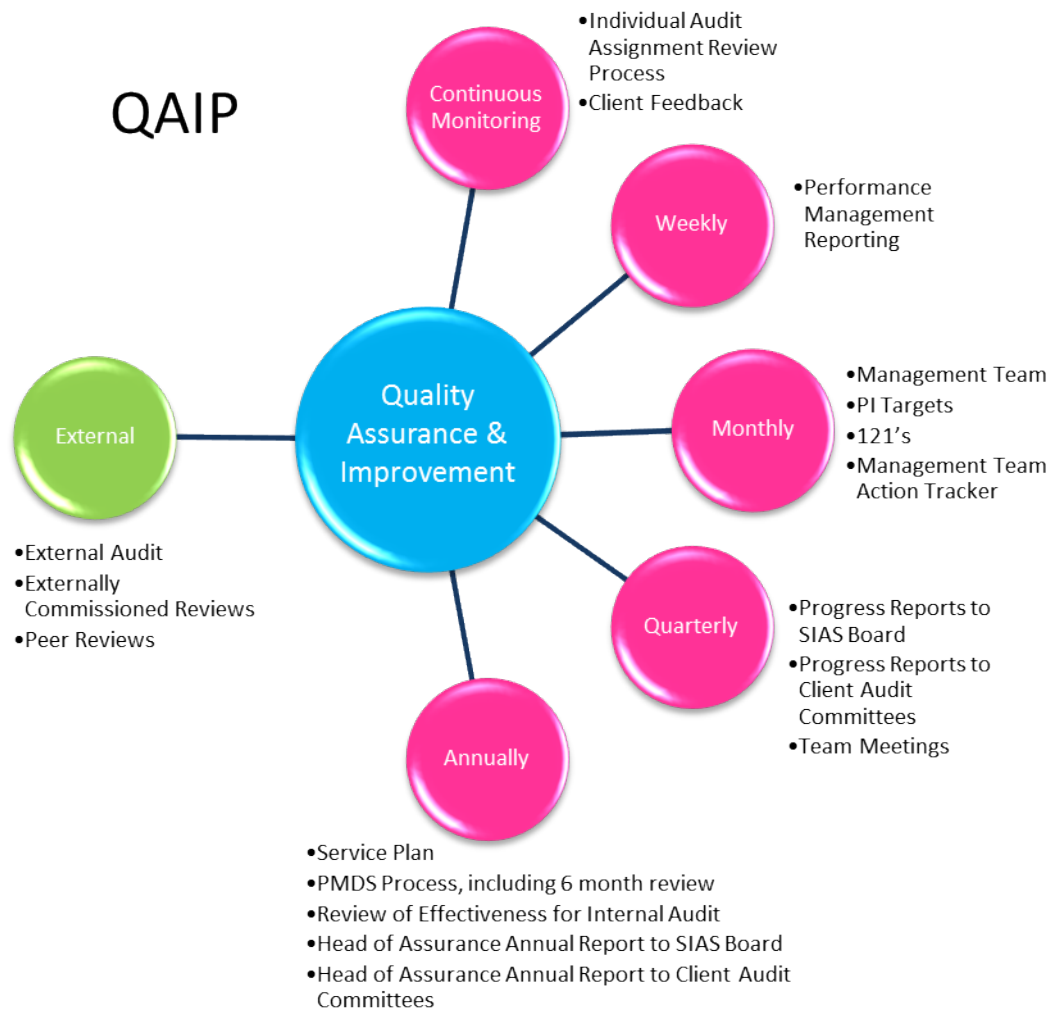 QAIP
Continuous
Monitoring
•Individual Audit
Assignment Review
Process
•Client Feedback
Weekly
•Performance
Management
Reporting
Monthly
•Management Team
•PI Targets
•121’s
•Management Team
Action Tracker
Quality
Assurance &
Improvement
External
•External Audit
•Externally
Commissioned Reviews
•Peer Reviews
Quarterly
•Progress Reports to
SIAS Board
•Progress Reports to
Client Audit
Committees
•Team Meetings
Annually
•Service Plan
•PMDS Process, including 6 month review
•Review of Effectiveness for Internal Audit
•Head of Assurance Annual Report to SIAS Board
•Head of Assurance Annual Report to Client Audit
Committees